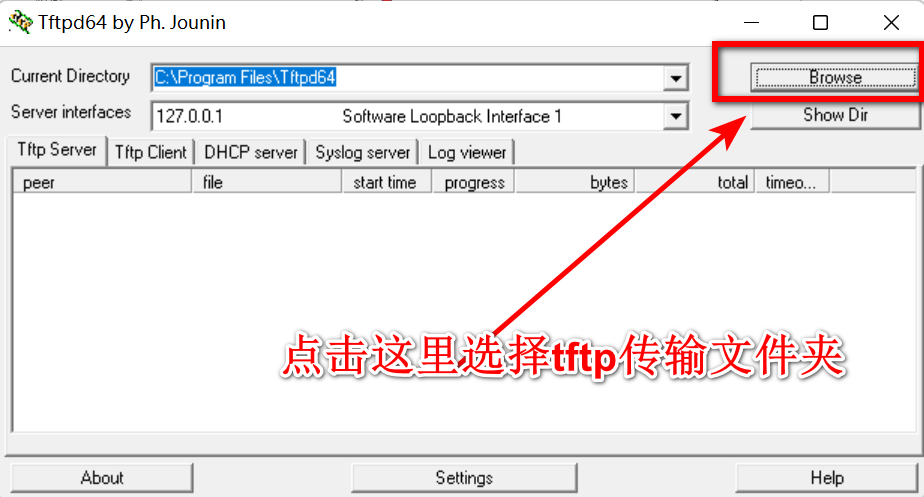 Tftpd64 by Ph. Jounin
Current Directory C:\Program Files\Tftpd64 Browse
Server interfaces 127.0.0.1 Software Loopback Interface 1 Show Dir
Tftp Server Tftp Client DHCP server Syslog server Log viewer
peer file start time progress bytes total timeo...
点击这里选择tftp传输文件夹
About Settings Help